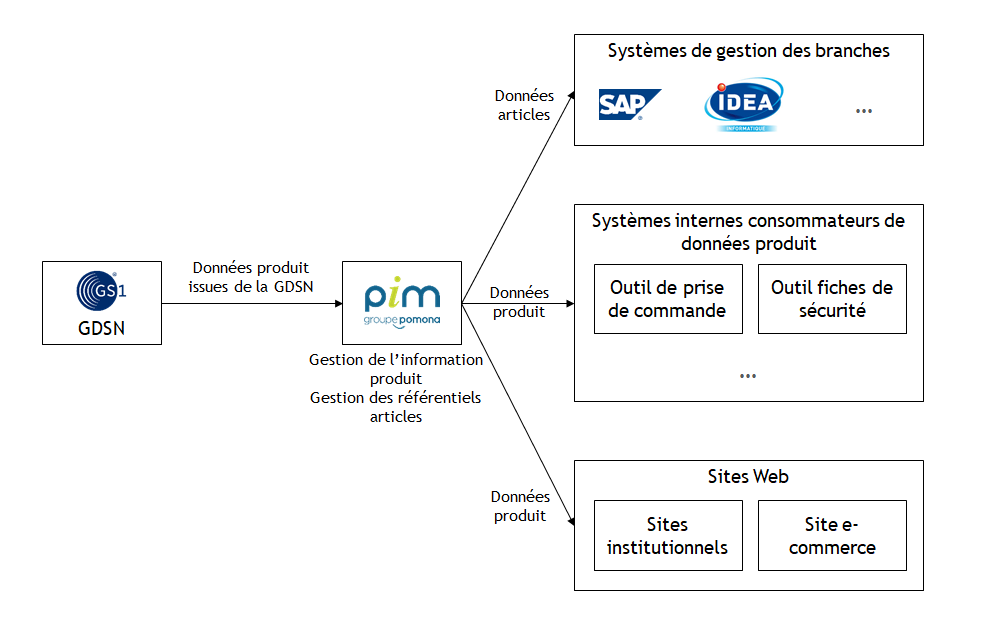 Systèmes de gestion des branches
SAP
IDEA
INFORMATIQUE
...
Données
articles
Systèmes internes consommateurs de
données produit
Outil de prise
de commande
Outil fiches de
sécurité
...
Données produit
issues de la GDSN
GS1
GDSN
pim
groupe pomona
Données
produit
Gestion de l’information
produit
Gestion des référentiels
articles
Sites Web
Données
produit
Sites
institutionnels
Site e-
commerce